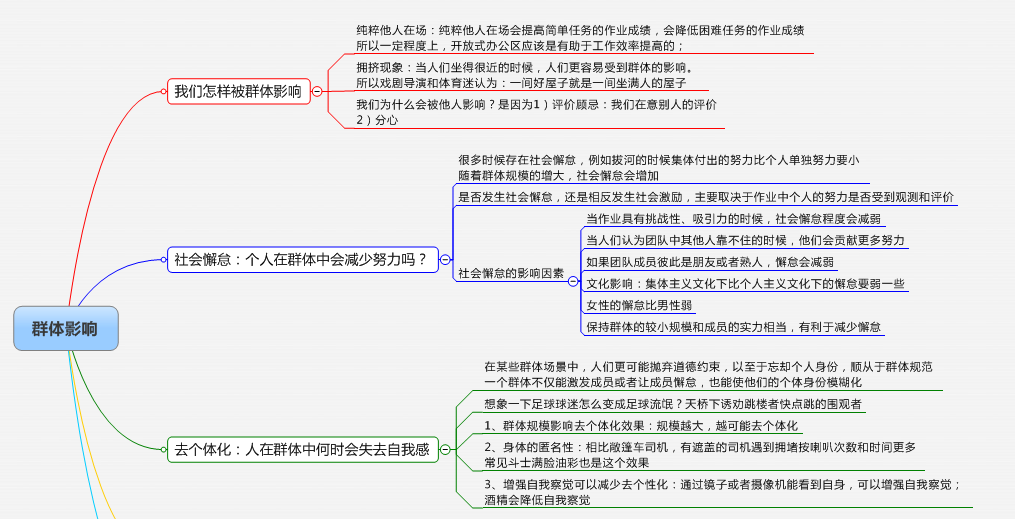 纯粹他人在场：纯粹他人在场会提高简单任务的作业成绩，会降低困难任务的作业成绩
所以一定程度上，开放式办公区应该是有助于工作效率提高的；
拥挤现象：当人们坐得很近的时候，人们更容易受到群体的影响。
所以戏剧导演和体育迷认为：一间好屋子就是一间坐满人的屋子
我们怎样被群体影响
我们为什么会被他人影响？是因为1）评价顾忌：我们在意别人的评价
2）分心
很多时候存在社会懈怠，例如拔河的时候集体付出的努力比个人单独努力要小
随着群体规模的增大，社会懈怠会增加
是否发生社会懈怠，还是相反发生社会激励，主要取决于作业中个人的努力是否受到观测和评价
社会懈怠：个人在群体中会减少努力吗？
社会懈怠的影响因素
当作业具有挑战性、吸引力的时候，社会懈怠程度会减弱
当人们认为团队中其他人靠不住的时候，他们会贡献更多努力
如果团队成员彼此是朋友或者熟人，懈怠会减弱
文化影响：集体主义文化下比个人主义文化下的懈怠要弱一些
女性的懈怠比男性弱
保持群体的较小规模和成员的实力相当，有利于减少懈怠
群体影响
在某些群体场景中，人们更可能抛弃道德约束，以至于忘却个人身份，顺从于群体规范
一个群体不仅能激发成员或者让成员懈怠，也能使他们的个体身份模糊化
想象一下足球球迷怎么变成足球流氓？天桥下诱劝跳楼者快点跳的围观者
1、群体规模影响去个体化效果：规模越大，越可能去个体化
去个体化：人在群体中何时会失去自我感
2、身体的匿名性：相比敞篷车司机，有遮盖的司机遇到拥堵按喇叭次数和时间更多
常见斗士满脸油彩也是这个效果
3、增强自我察觉可以减少去个性化：通过镜子或者摄像机能看到自身，可以增强自我察觉；
酒精会降低自我察觉